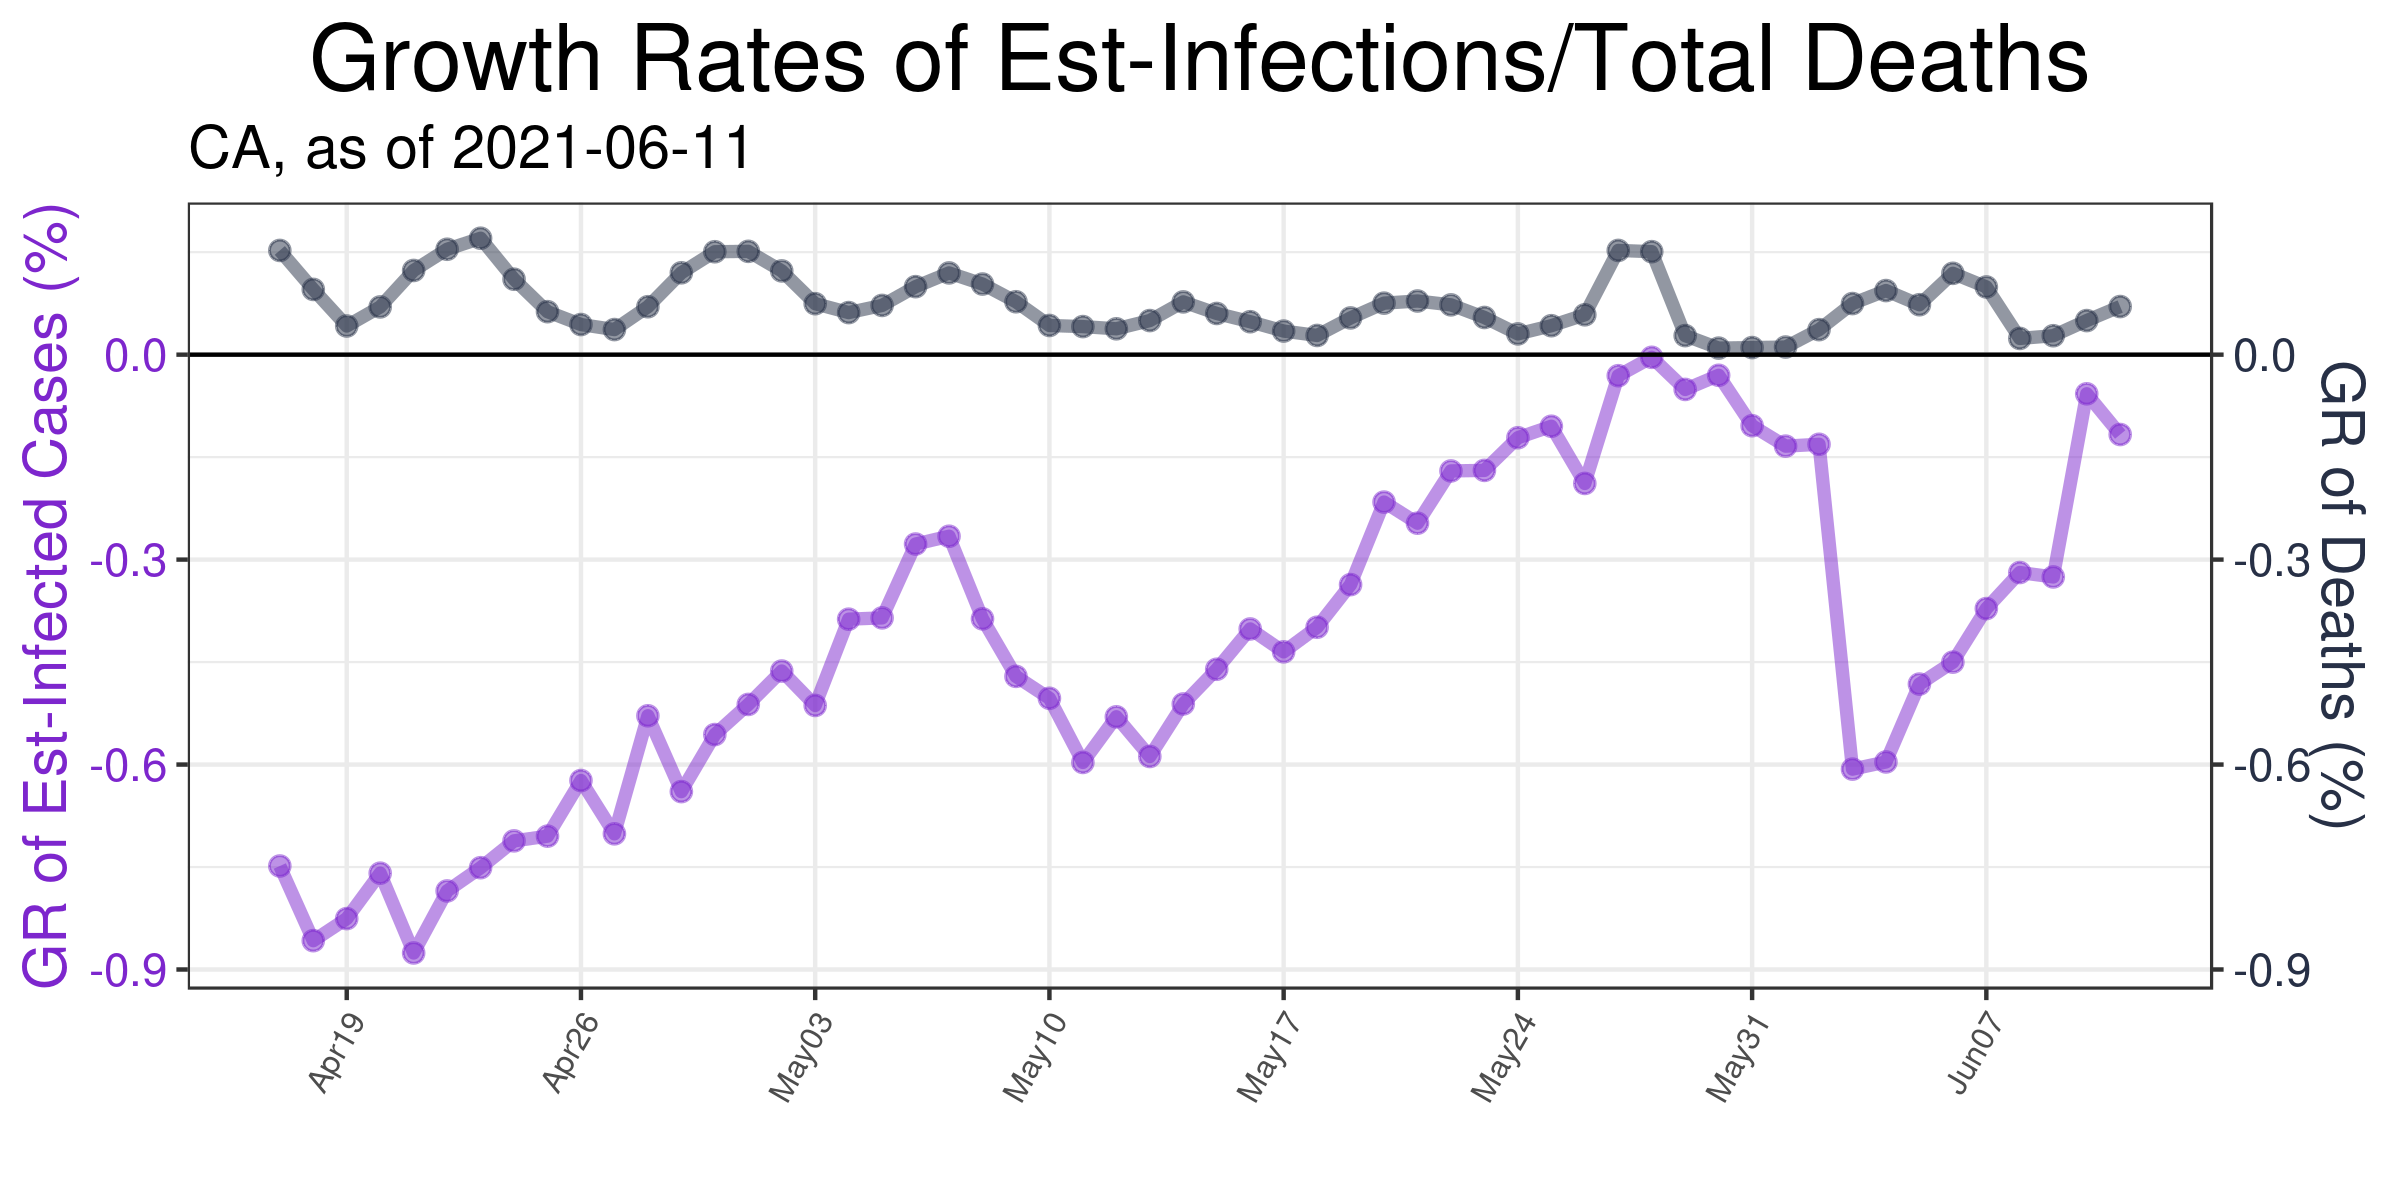 Growth Rates of Est-Infections/Total Deaths
CA, as of 2021-06-11
GR of Est-Infected Cases (%)
0.0
-0.3
-0.6
-0.9
0.0
-0.3
-0.6
-0.9
GR of Deaths (%)
Apr19
Apr26
May03
May10
May17
May24
May31
Jun07